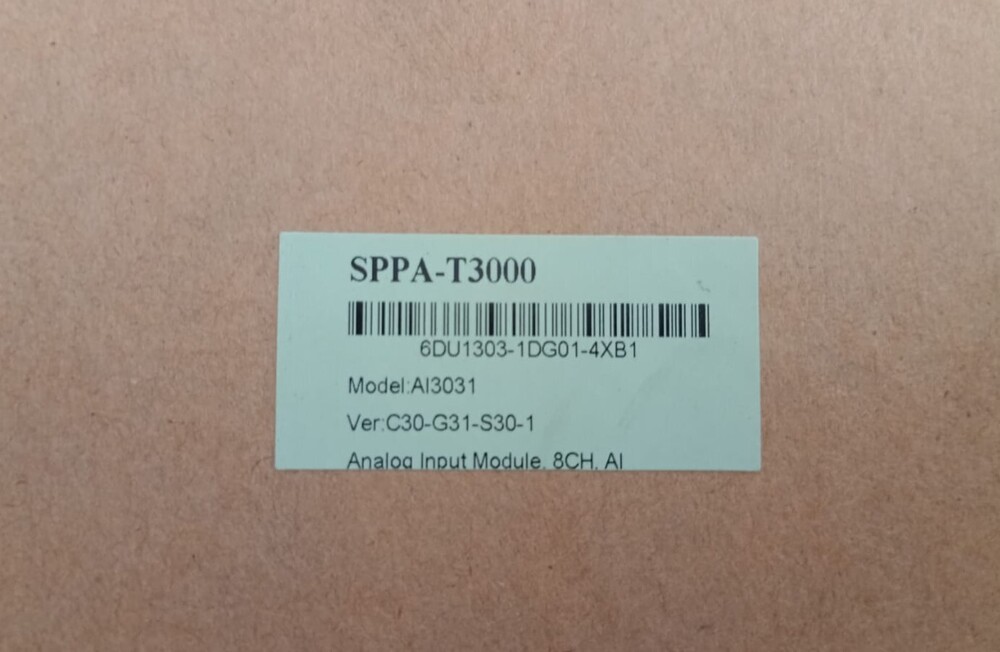 SPPA-T3000
6DU1303-1DG01-4XB1
Model:AI3031
Ver:C30-G31-S30-1
Analog Input Module, 8CH, AI